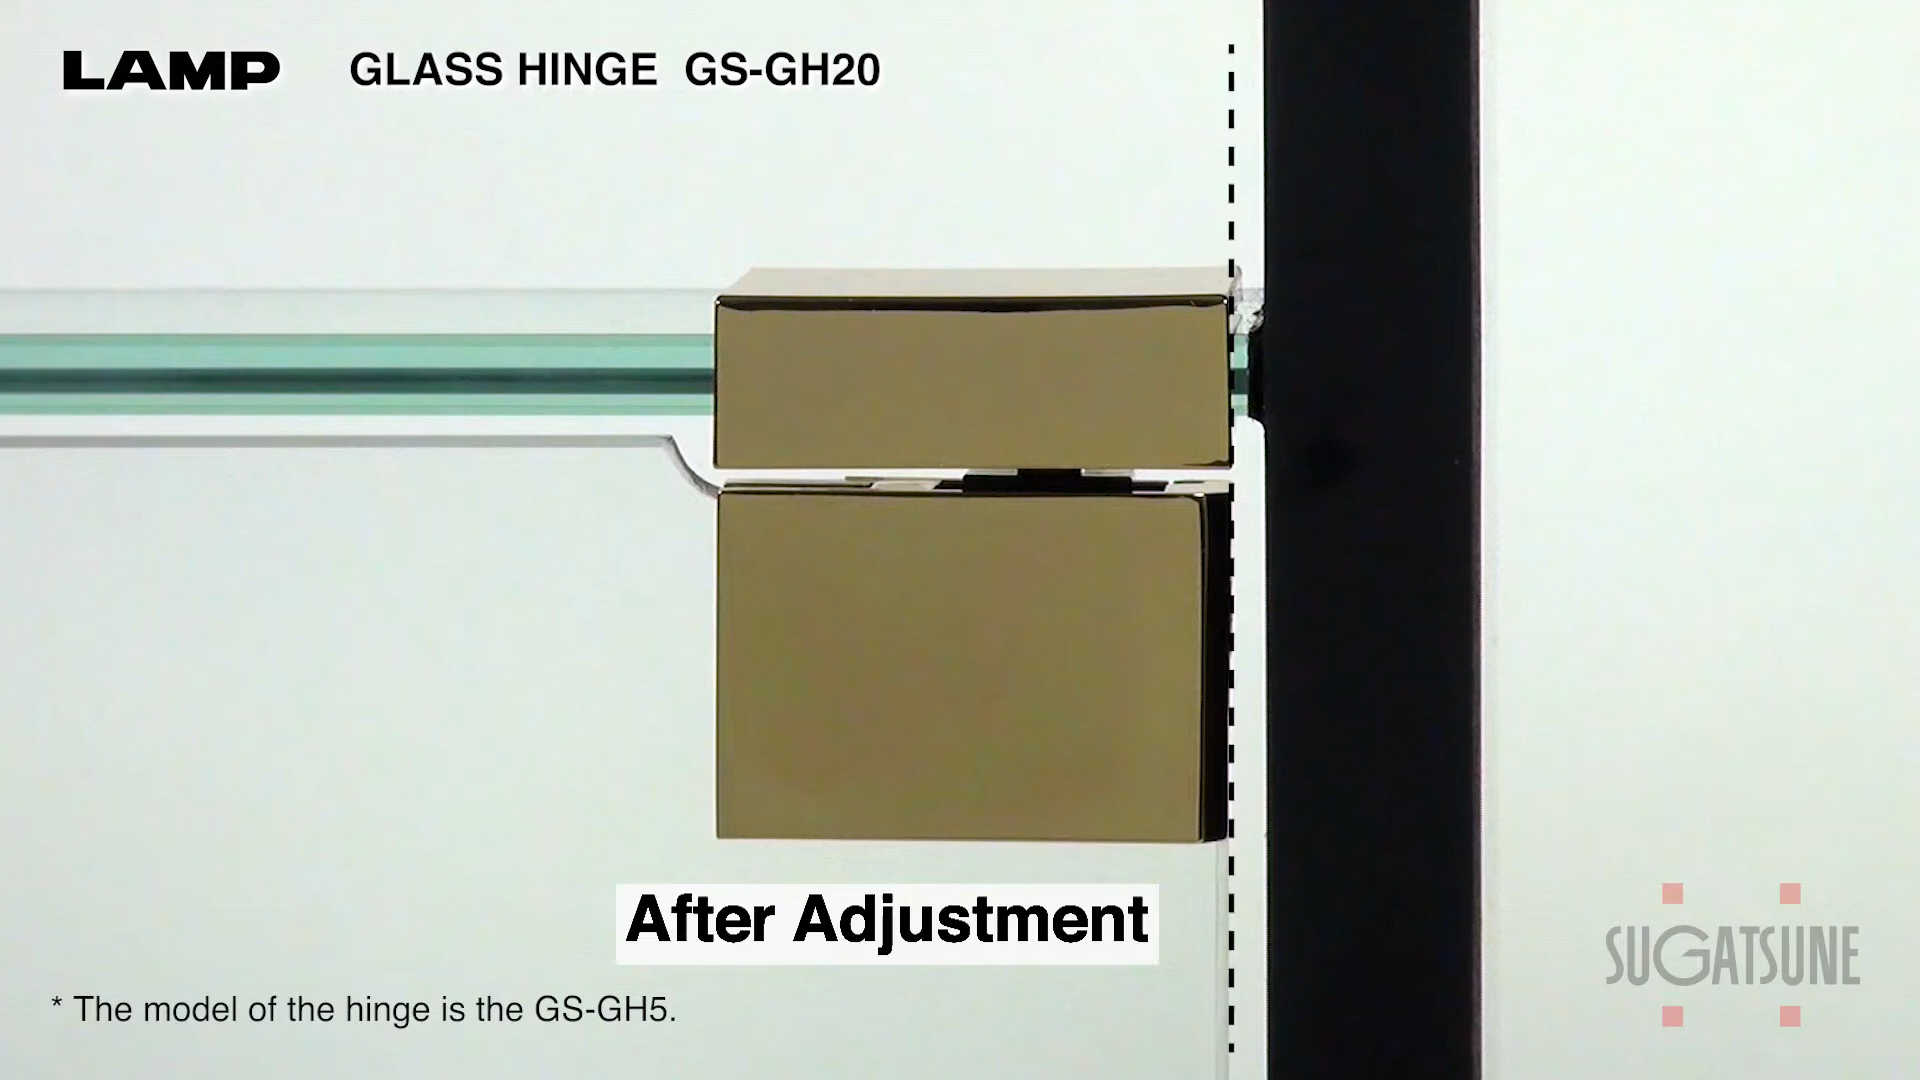 LAMP GLASS HINGE GS-GH20
After Adjustment
SUGATSUNE
* The model of the hinge is the GS-GH5.